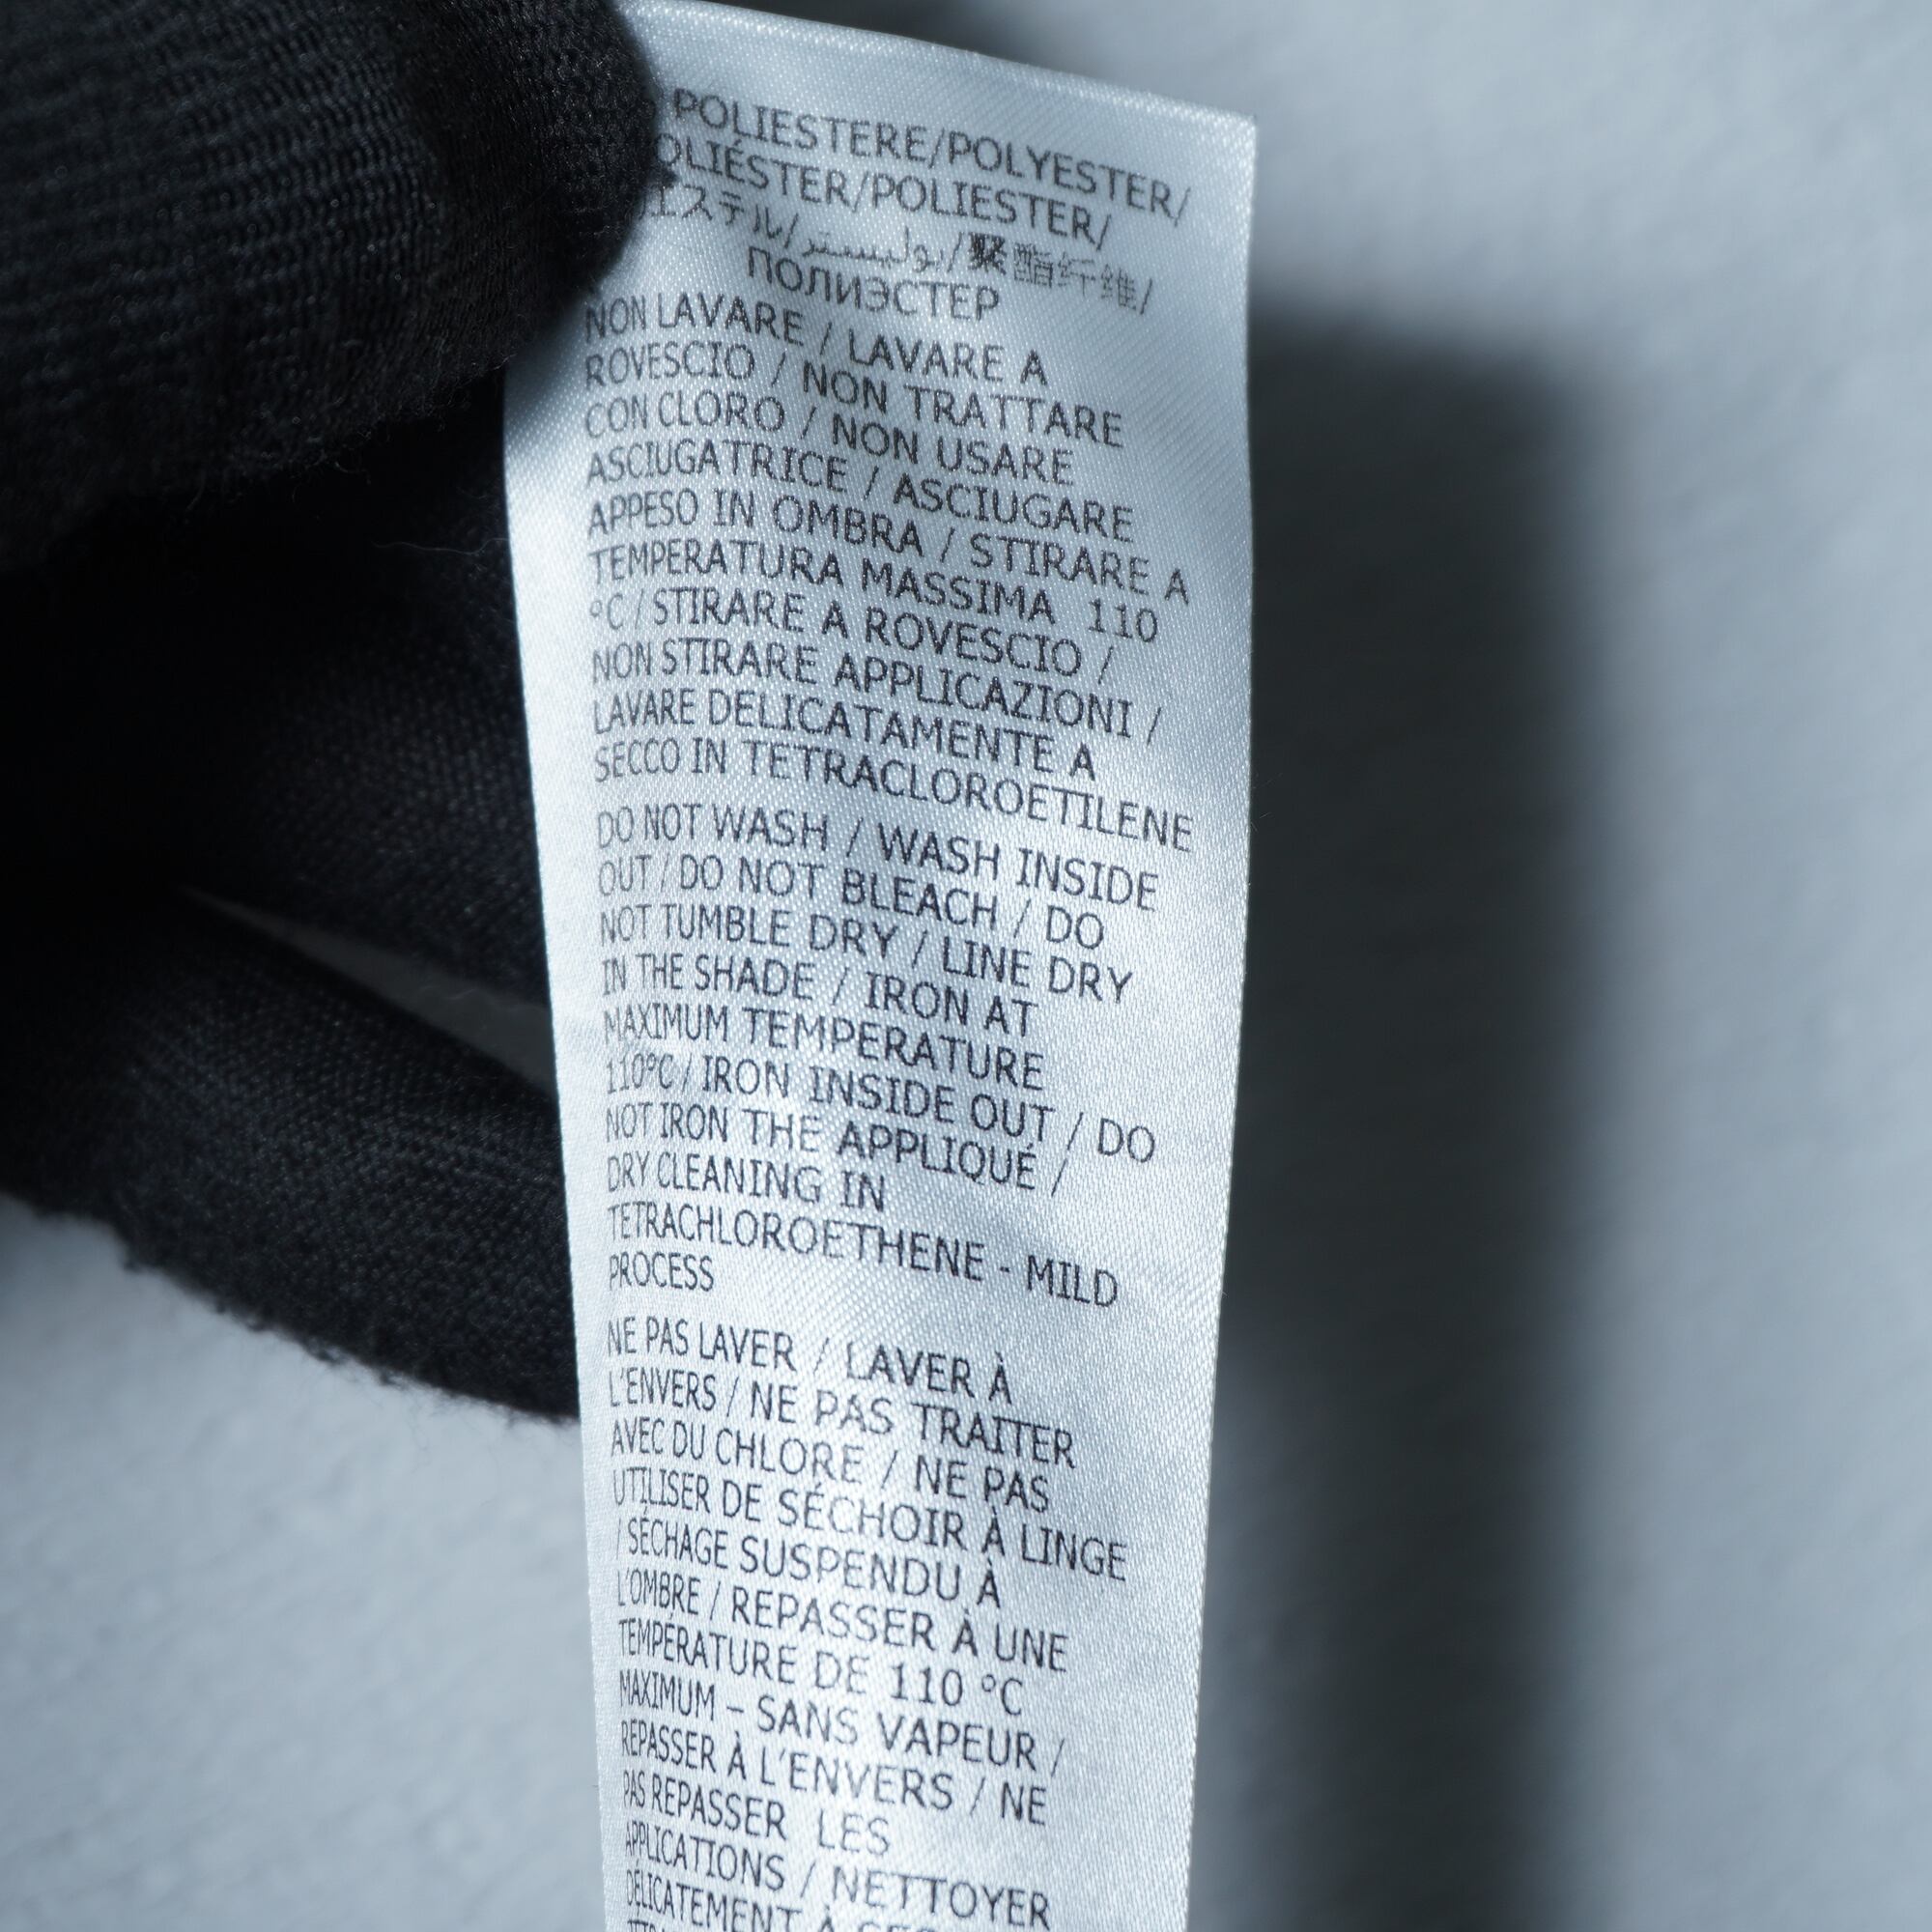 POLIESTERE/POLYESTER/
POLIÉSTER/POLIESTER/
エステル/بوليستر/聚酯纤维/
ПОЛИЭСТЕР
NON LAVARE / LAVARE A
ROVESCIO / NON TRATTARE
CON CLORO / NON USARE
ASCIUGATRICE / ASCIUGARE
APPESO IN OMBRA / STIRARE A
TEMPERATURA MASSIMA 110
°C / STIRARE A ROVESCIO /
NON STIRARE APPLICAZIONI /
LAVARE DELICATAMENTE A
SECCO IN TETRACLOROETILENE
DO NOT WASH / WASH INSIDE
OUT / DO NOT BLEACH / DO
NOT TUMBLE DRY / LINE DRY
IN THE SHADE / IRON AT
MAXIMUM TEMPERATURE
110°C / IRON INSIDE OUT / DO
NOT IRON THE APPLIQUÉ /
DRY CLEANING IN
TETRACHLOROETHENE - MILD
PROCESS
NE PAS LAVER / LAVER À
L'ENVERS / NE PAS TRAITER
AVEC DU CHLORE / NE PAS
UTILISER DE SÉCHOIR À LINGE
/ SÉCHAGE SUSPENDU À
L'OMBRE / REPASSER À UNE
TEMPÉRATURE DE 110 °C
MAXIMUM – SANS VAPEUR /
REPASSER À L'ENVERS / NE
PAS REPASSER LES
APPLICATIONS / NETTOYER
DÉLICATEMENT À